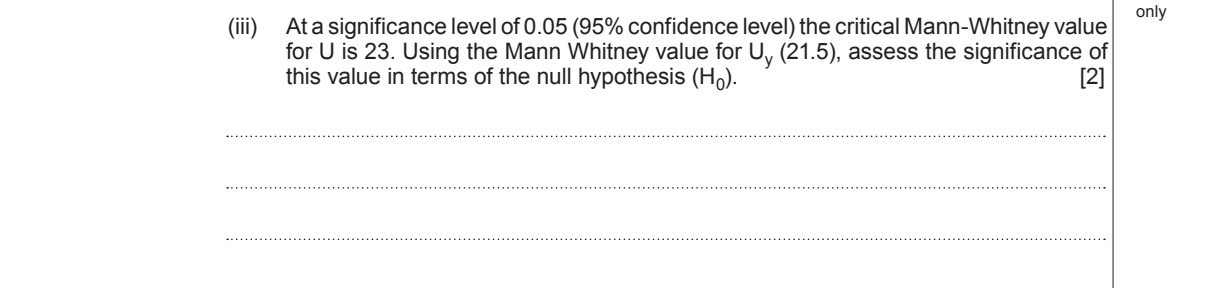 only
(iii) At a significance level of 0.05 (95% confidence level) the critical Mann-Whitney value
for U is 23. Using the Mann Whitney value for Uy (21.5), assess the significance of
this value in terms of the null hypothesis (H0). [2]